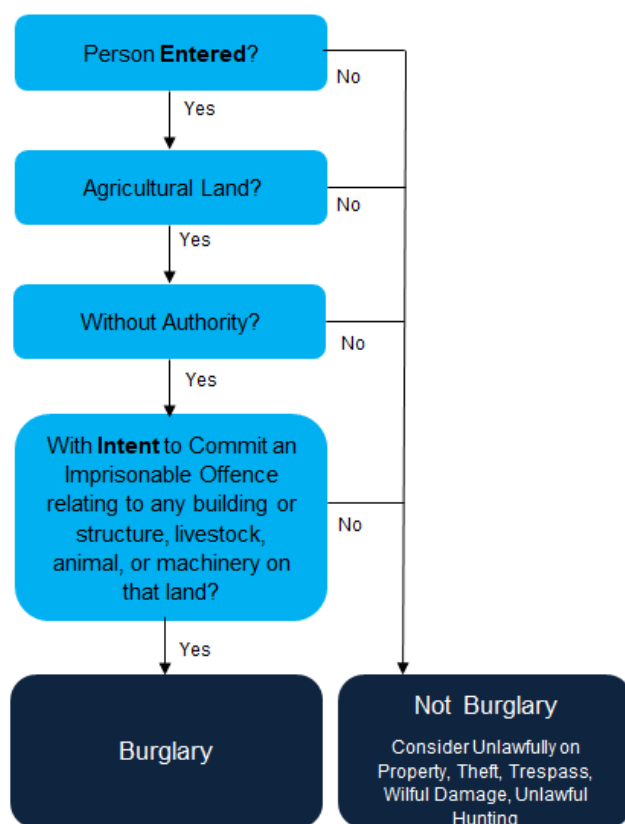 Person Entered?
No
Yes
Agricultural Land?
No
Yes
Without Authority?
No
Yes
With Intent to Commit an
Imprisonable Offence
relating to any building or
structure, livestock,
animal, or machinery on
that land?
No
Yes
Burglary
Not Burglary
Consider Unlawfully on
Property, Theft, Trespass,
Wilful Damage, Unlawful
Hunting